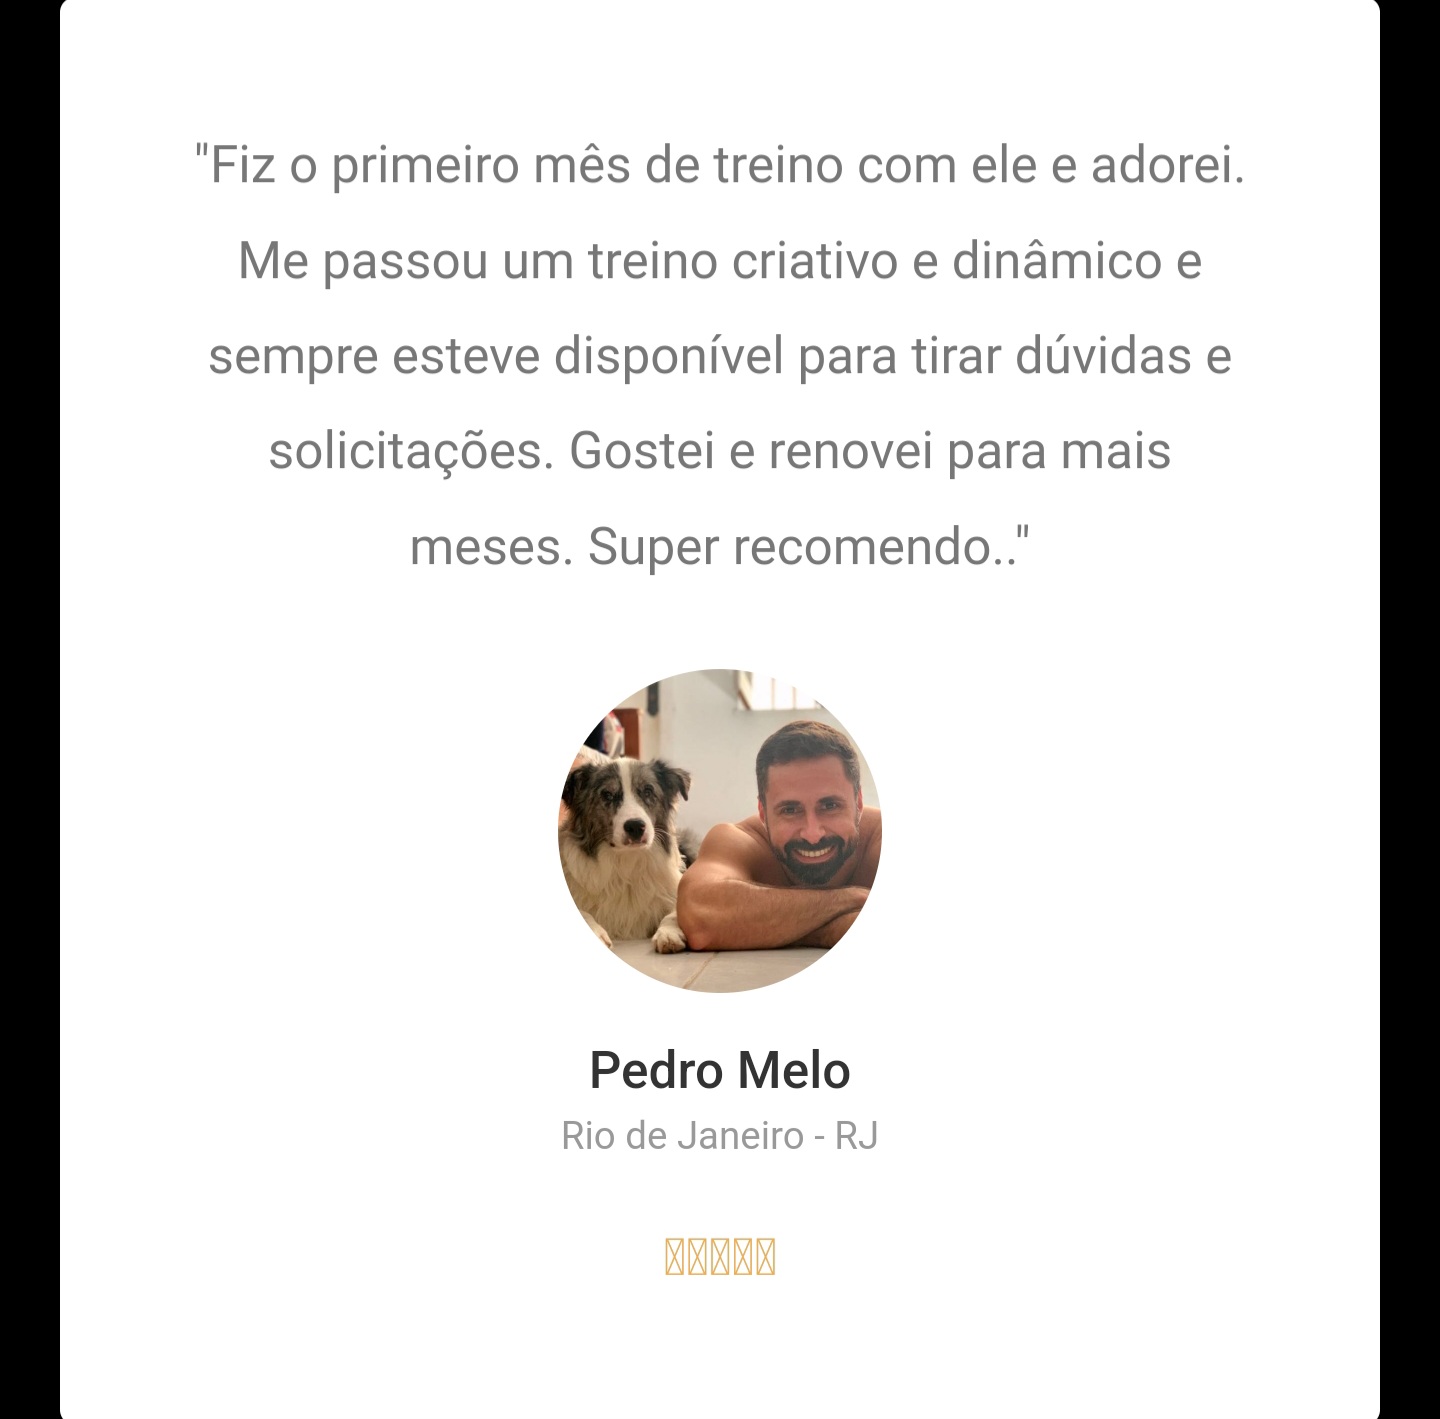 "Fiz o primeiro mês de treino com ele e adorei.
Me passou um treino criativo e dinâmico e
sempre esteve disponível para tirar dúvidas e
solicitações. Gostei e renovei para mais
meses. Super recomendo.."
Pedro Melo
Rio de Janeiro - RJ